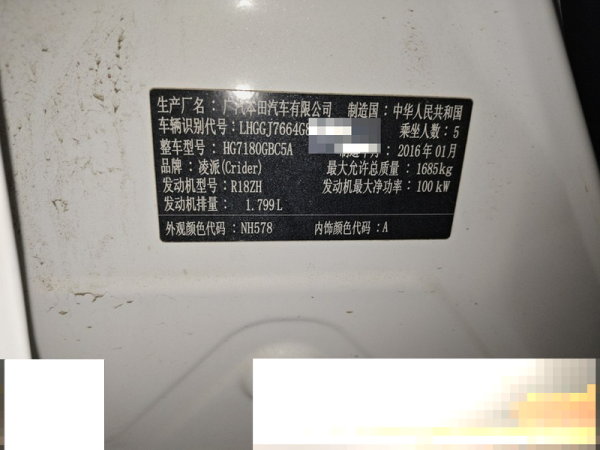 生产厂名：广汽本田汽车有限公司 制造国：中华人民共和国
车辆识别代号：LHGGJ7664G8 乘坐人数：5
整车型号：HG7180GBC5A 制造年月：2016年01月
品牌：凌派(Crider) 最大允许总质量：1685kg
发动机型号：R18ZH 发动机最大净功率：100kW
发动机排量：1.799L
外观颜色代码：NH578 内饰颜色代码：A